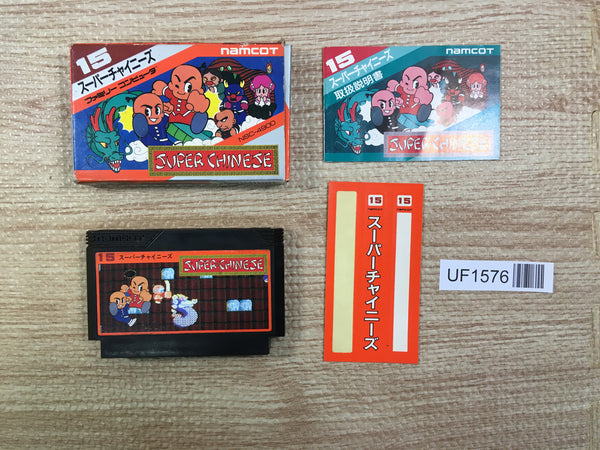 15
namcot
スーパーチャイニーズ
ファミリー コンピュータ
NSC-4900
SUPER CHINESE
15
namcot
スーパーチャイニーズ
取扱説明書
SUPER CHINESE
15 スーパーチャイニーズ
SUPER CHINESE
15
namcot
スーパーチャイニーズ
15
namcot
UF1576